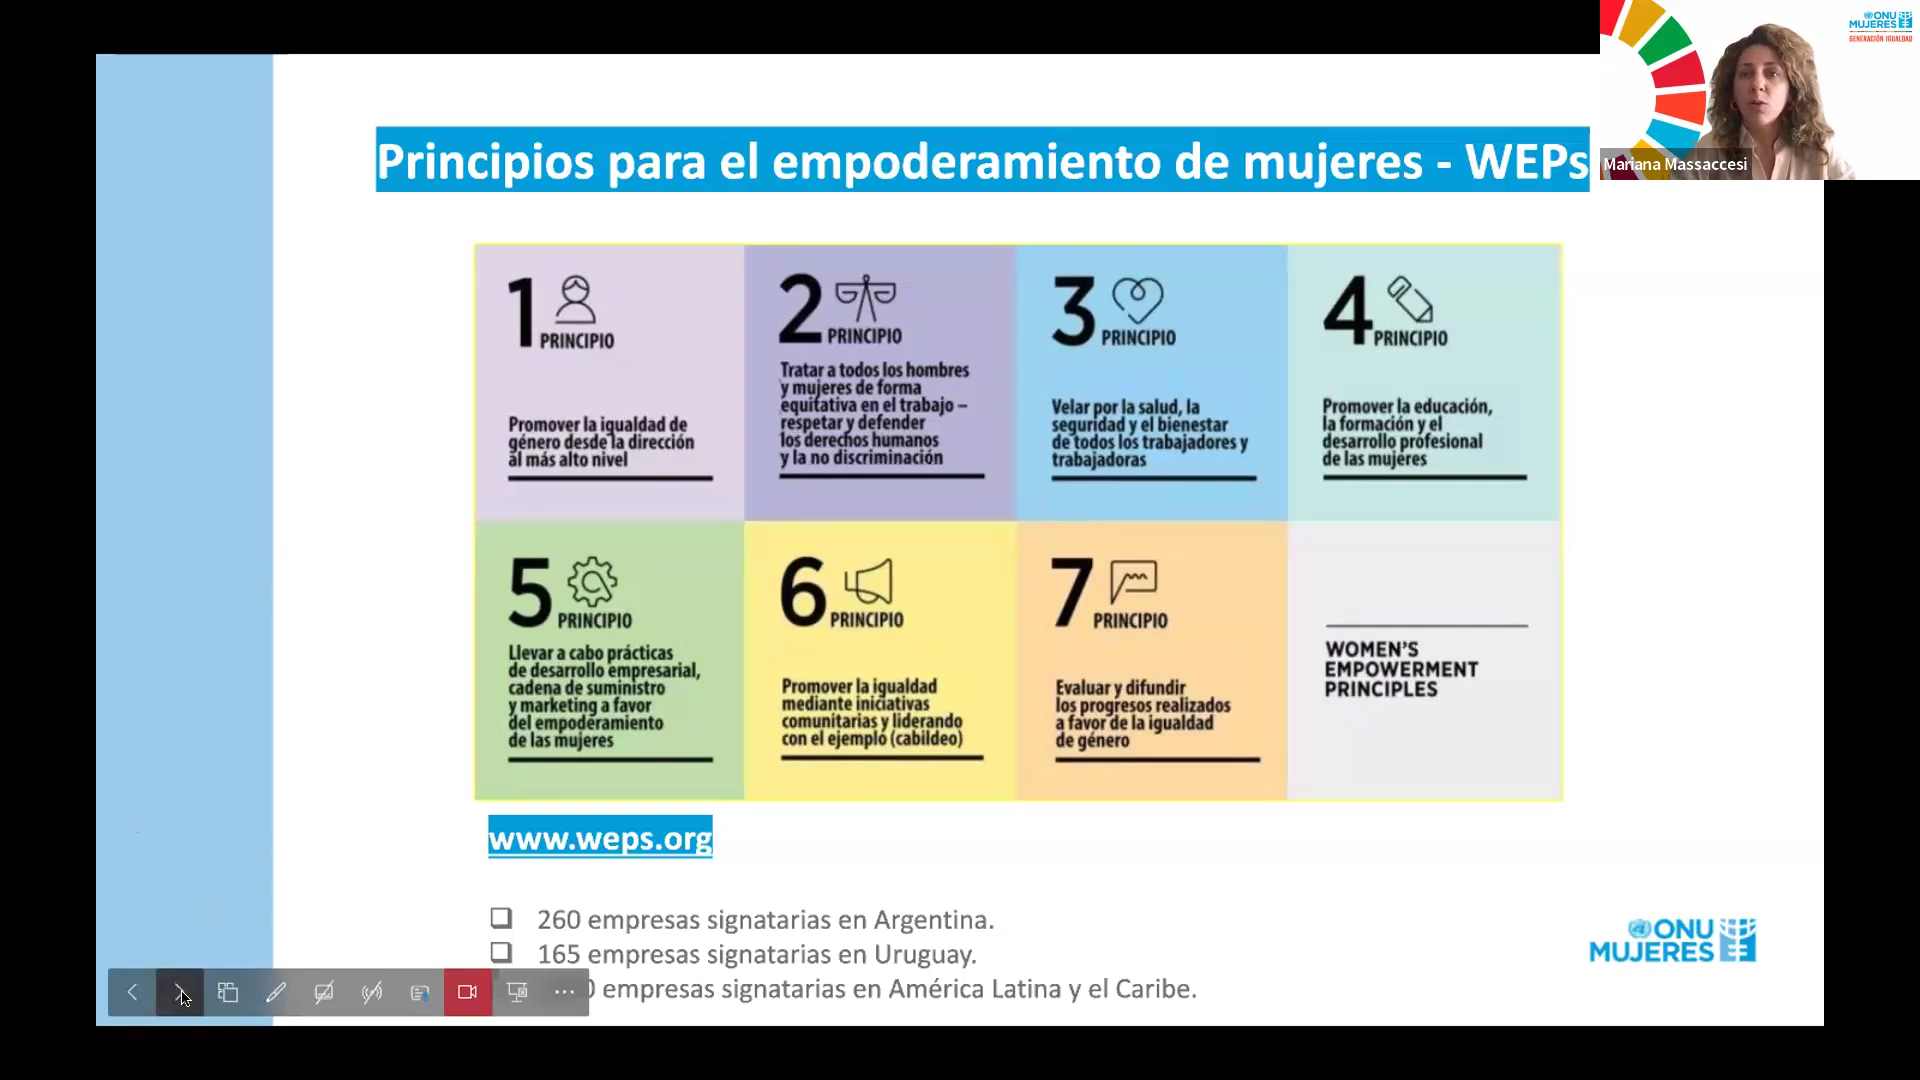 ONU
MUJERES
GENERACIÓN IGUALDAD
Mariana Massaccesi
Principios para el empoderamiento de mujeres - WEPs
1 PRINCIPIO
Promover la igualdad de
género desde la dirección
al más alto nivel
2 PRINCIPIO
Tratar a todos los hombres
y mujeres de forma
equitativa en el trabajo –
respetar y defender
los derechos humanos
y la no discriminación
3 PRINCIPIO
Velar por la salud, la
seguridad y el bienestar
de todos los trabajadores y
trabajadoras
4 PRINCIPIO
Promover la educación,
la formación y el
desarrollo profesional
de las mujeres
5 PRINCIPIO
Llevar a cabo prácticas
de desarrollo empresarial,
cadena de suministro
y marketing a favor
del empoderamiento
de las mujeres
6 PRINCIPIO
Promover la igualdad
mediante iniciativas
comunitarias y liderando
con el ejemplo (cabildeo)
7 PRINCIPIO
Evaluar y difundir
los progresos realizados
a favor de la igualdad
de género
WOMEN'S
EMPOWERMENT
PRINCIPLES
www.weps.org
260 empresas signatarias en Argentina.
165 empresas signatarias en Uruguay.
empresas signatarias en América Latina y el Caribe.
ONU
MUJERES